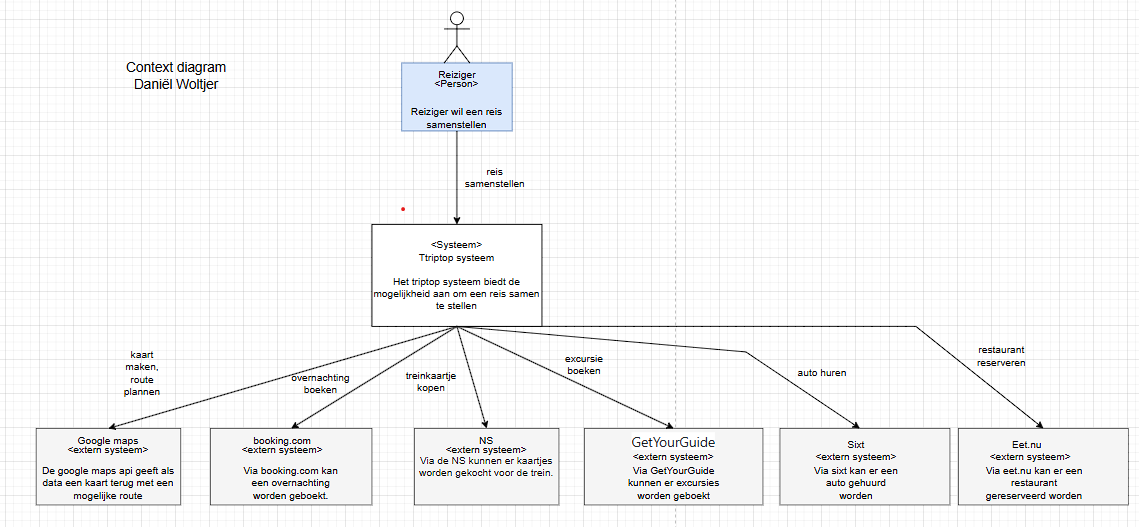 Context diagram
Daniël Woltjer
Reiziger
<Person>
Reiziger wil een reis
samenstellen
reis
samenstellen
<Systeem>
Ttriptop systeem
Het triptop systeem biedt de
mogelijkheid aan om een reis samen
te stellen
kaart
maken,
route
plannen
overnachting
boeken
treinkaartje
kopen
excursie
boeken
auto huren
restaurant
reserveren
Google maps
<extern systeem>
De google maps api geeft als
data een kaart terug met een
mogelijke route
booking.com
<extern systeem>
Via booking.com kan
een overnachting
worden geboekt.
NS
<extern systeem>
Via de NS kunnen er kaartjes
worden gekocht voor de trein.
GetYourGuide
<extern systeem>
Via GetYourGuide
kunnen er excursies
worden geboekt
Sixt
<extern systeem>
Via sixt kan er een
auto gehuurd
worden
Eet.nu
<extern systeem>
Via eet.nu kan er een
restaurant
gereserveerd worden